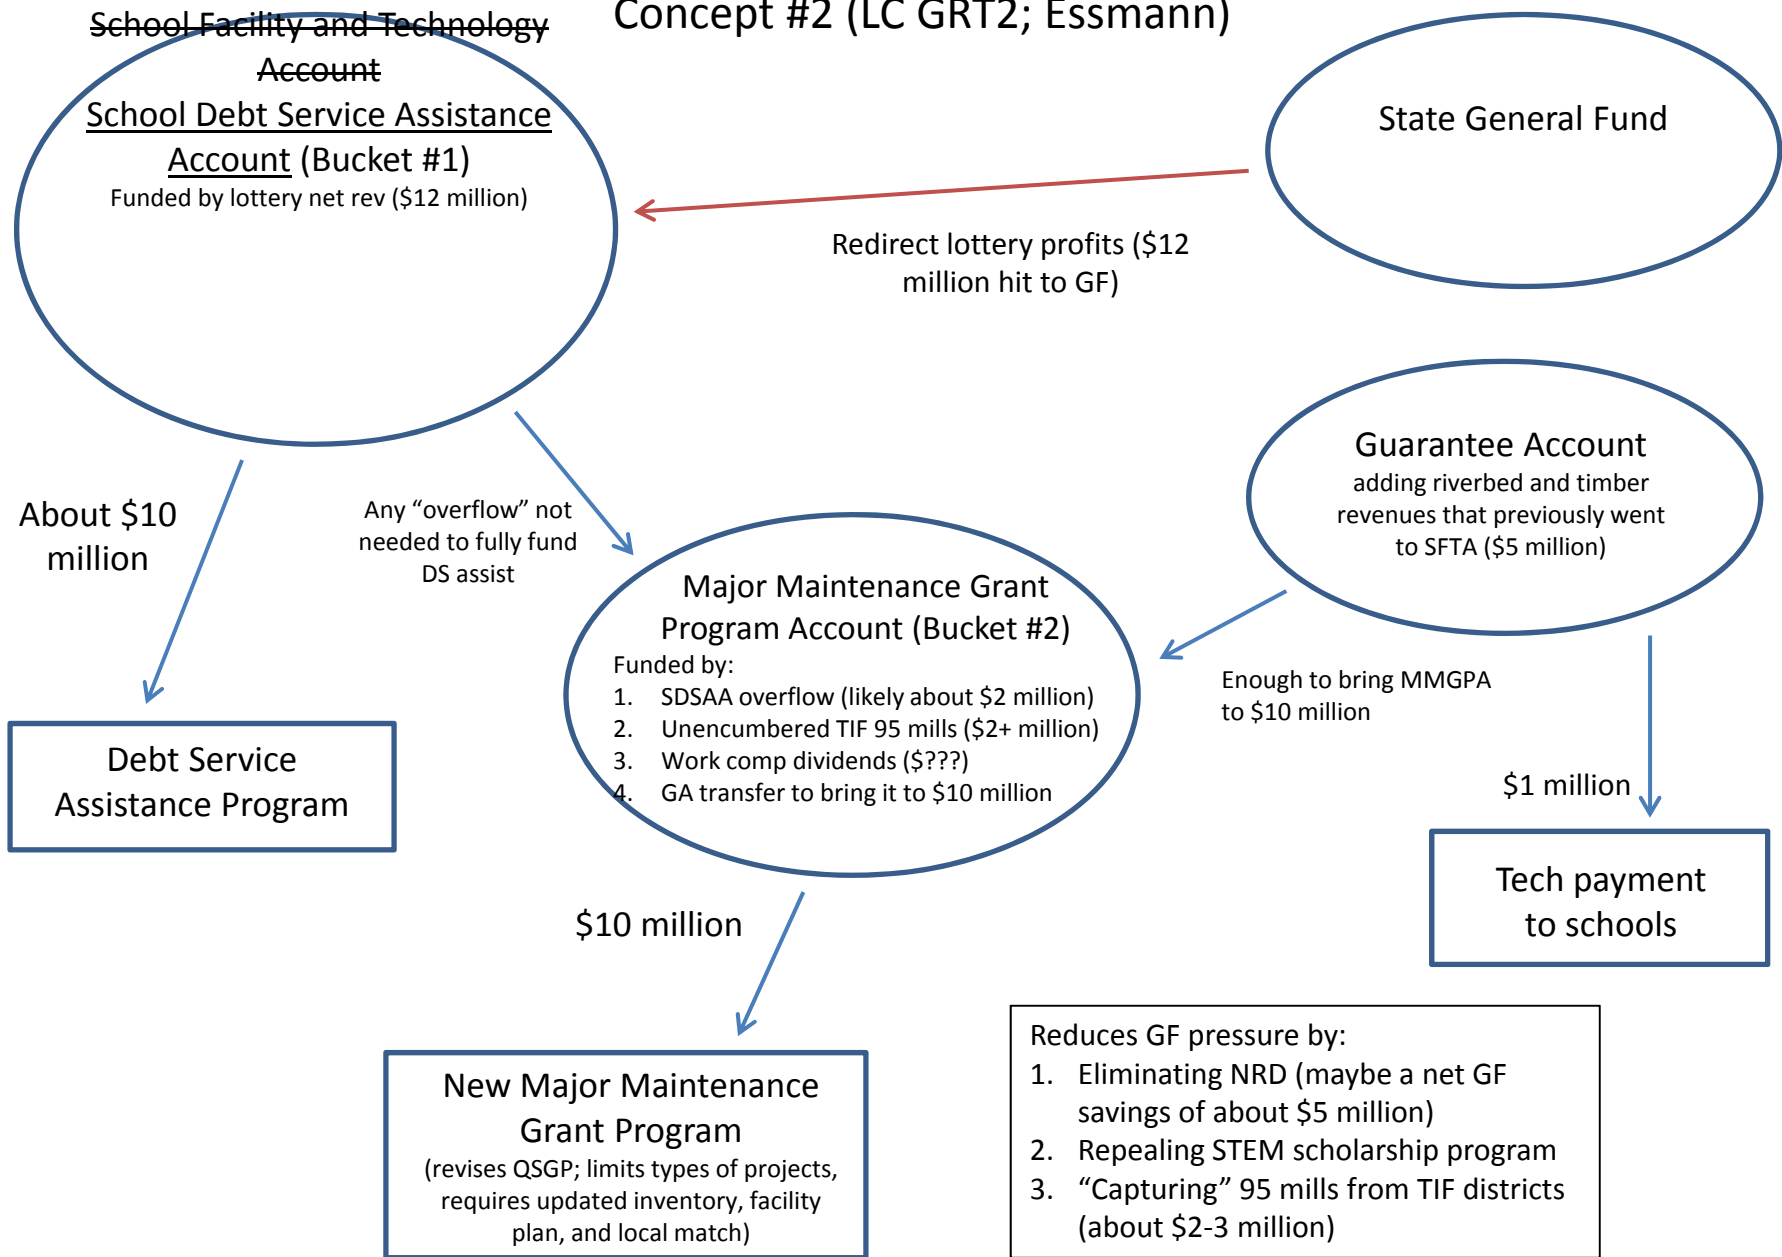 Concept #2 (LC GRT2; Essmann)
School Facility and Technology
Account
School Debt Service Assistance
Account (Bucket #1)
Funded by lottery net rev ($12 million)
State General Fund
Redirect lottery profits ($12
million hit to GF)
Guarantee Account
adding riverbed and timber
revenues that previously went
to SFTA ($5 million)
About $10
million
Any “overflow” not
needed to fully fund
DS assist
Major Maintenance Grant
Program Account (Bucket #2)
Funded by:
1. SDSAA overflow (likely about $2 million)
2. Unencumbered TIF 95 mills ($2+ million)
3. Work comp dividends ($???)
4. GA transfer to bring it to $10 million
Enough to bring MMGPA
to $10 million
$1 million
Debt Service
Assistance Program
Tech payment
to schools
$10 million
New Major Maintenance
Grant Program
(revises QSGP; limits types of projects,
requires updated inventory, facility
plan, and local match)
Reduces GF pressure by:
1. Eliminating NRD (maybe a net GF
savings of about $5 million)
2. Repealing STEM scholarship program
3. “Capturing” 95 mills from TIF districts
(about $2-3 million)